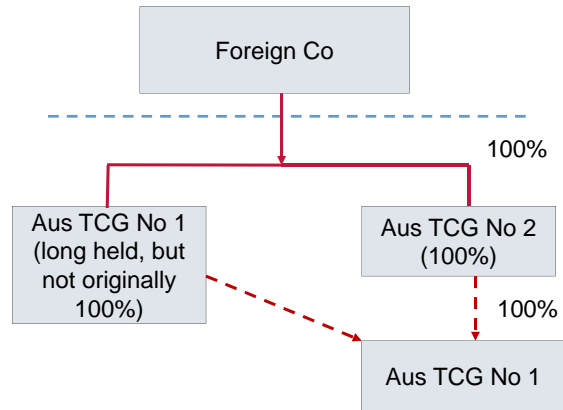 Foreign Co
100%
Aus TCG No 1
(long held, but
not originally
100%)
Aus TCG No 2
(100%)
100%
Aus TCG No 1